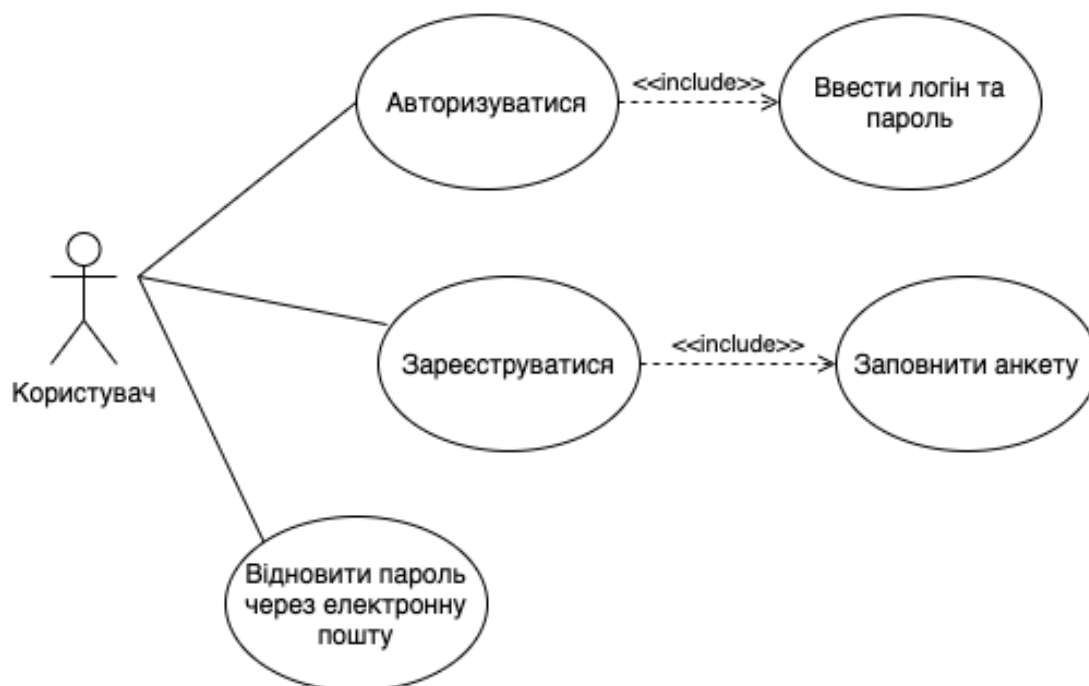 Авторизуватися
<<include>>
Ввести логін та
пароль
Користувач
Зареєструватися
<<include>>
Заповнити анкету
Відновити пароль
через електронну
пошту